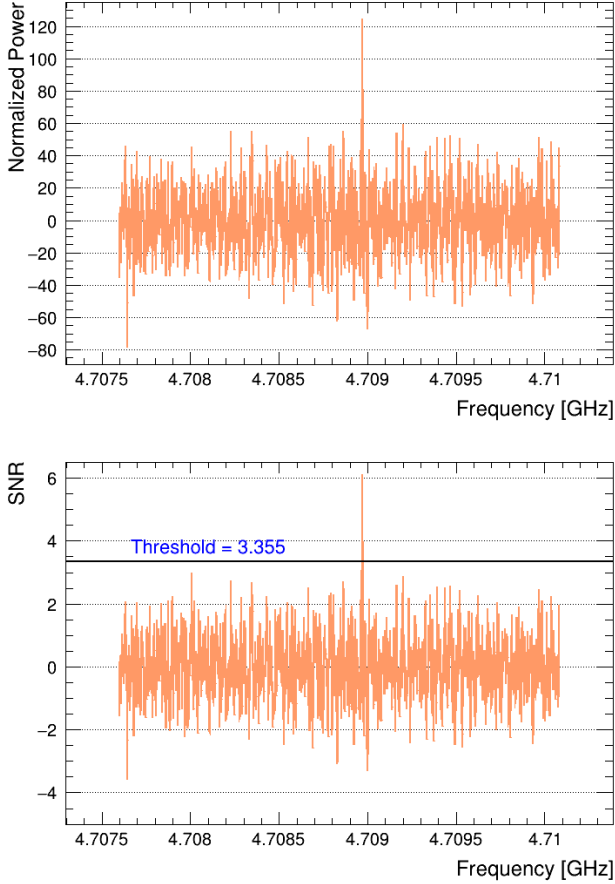 Normalized Power
120
100
80
60
40
20
0
−20
−40
−60
−80
4.7075 4.708 4.7085 4.709 4.7095 4.71
Frequency [GHz]
SNR
6
4
Threshold = 3.355
2
0
−2
−4
4.7075 4.708 4.7085 4.709 4.7095 4.71
Frequency [GHz]